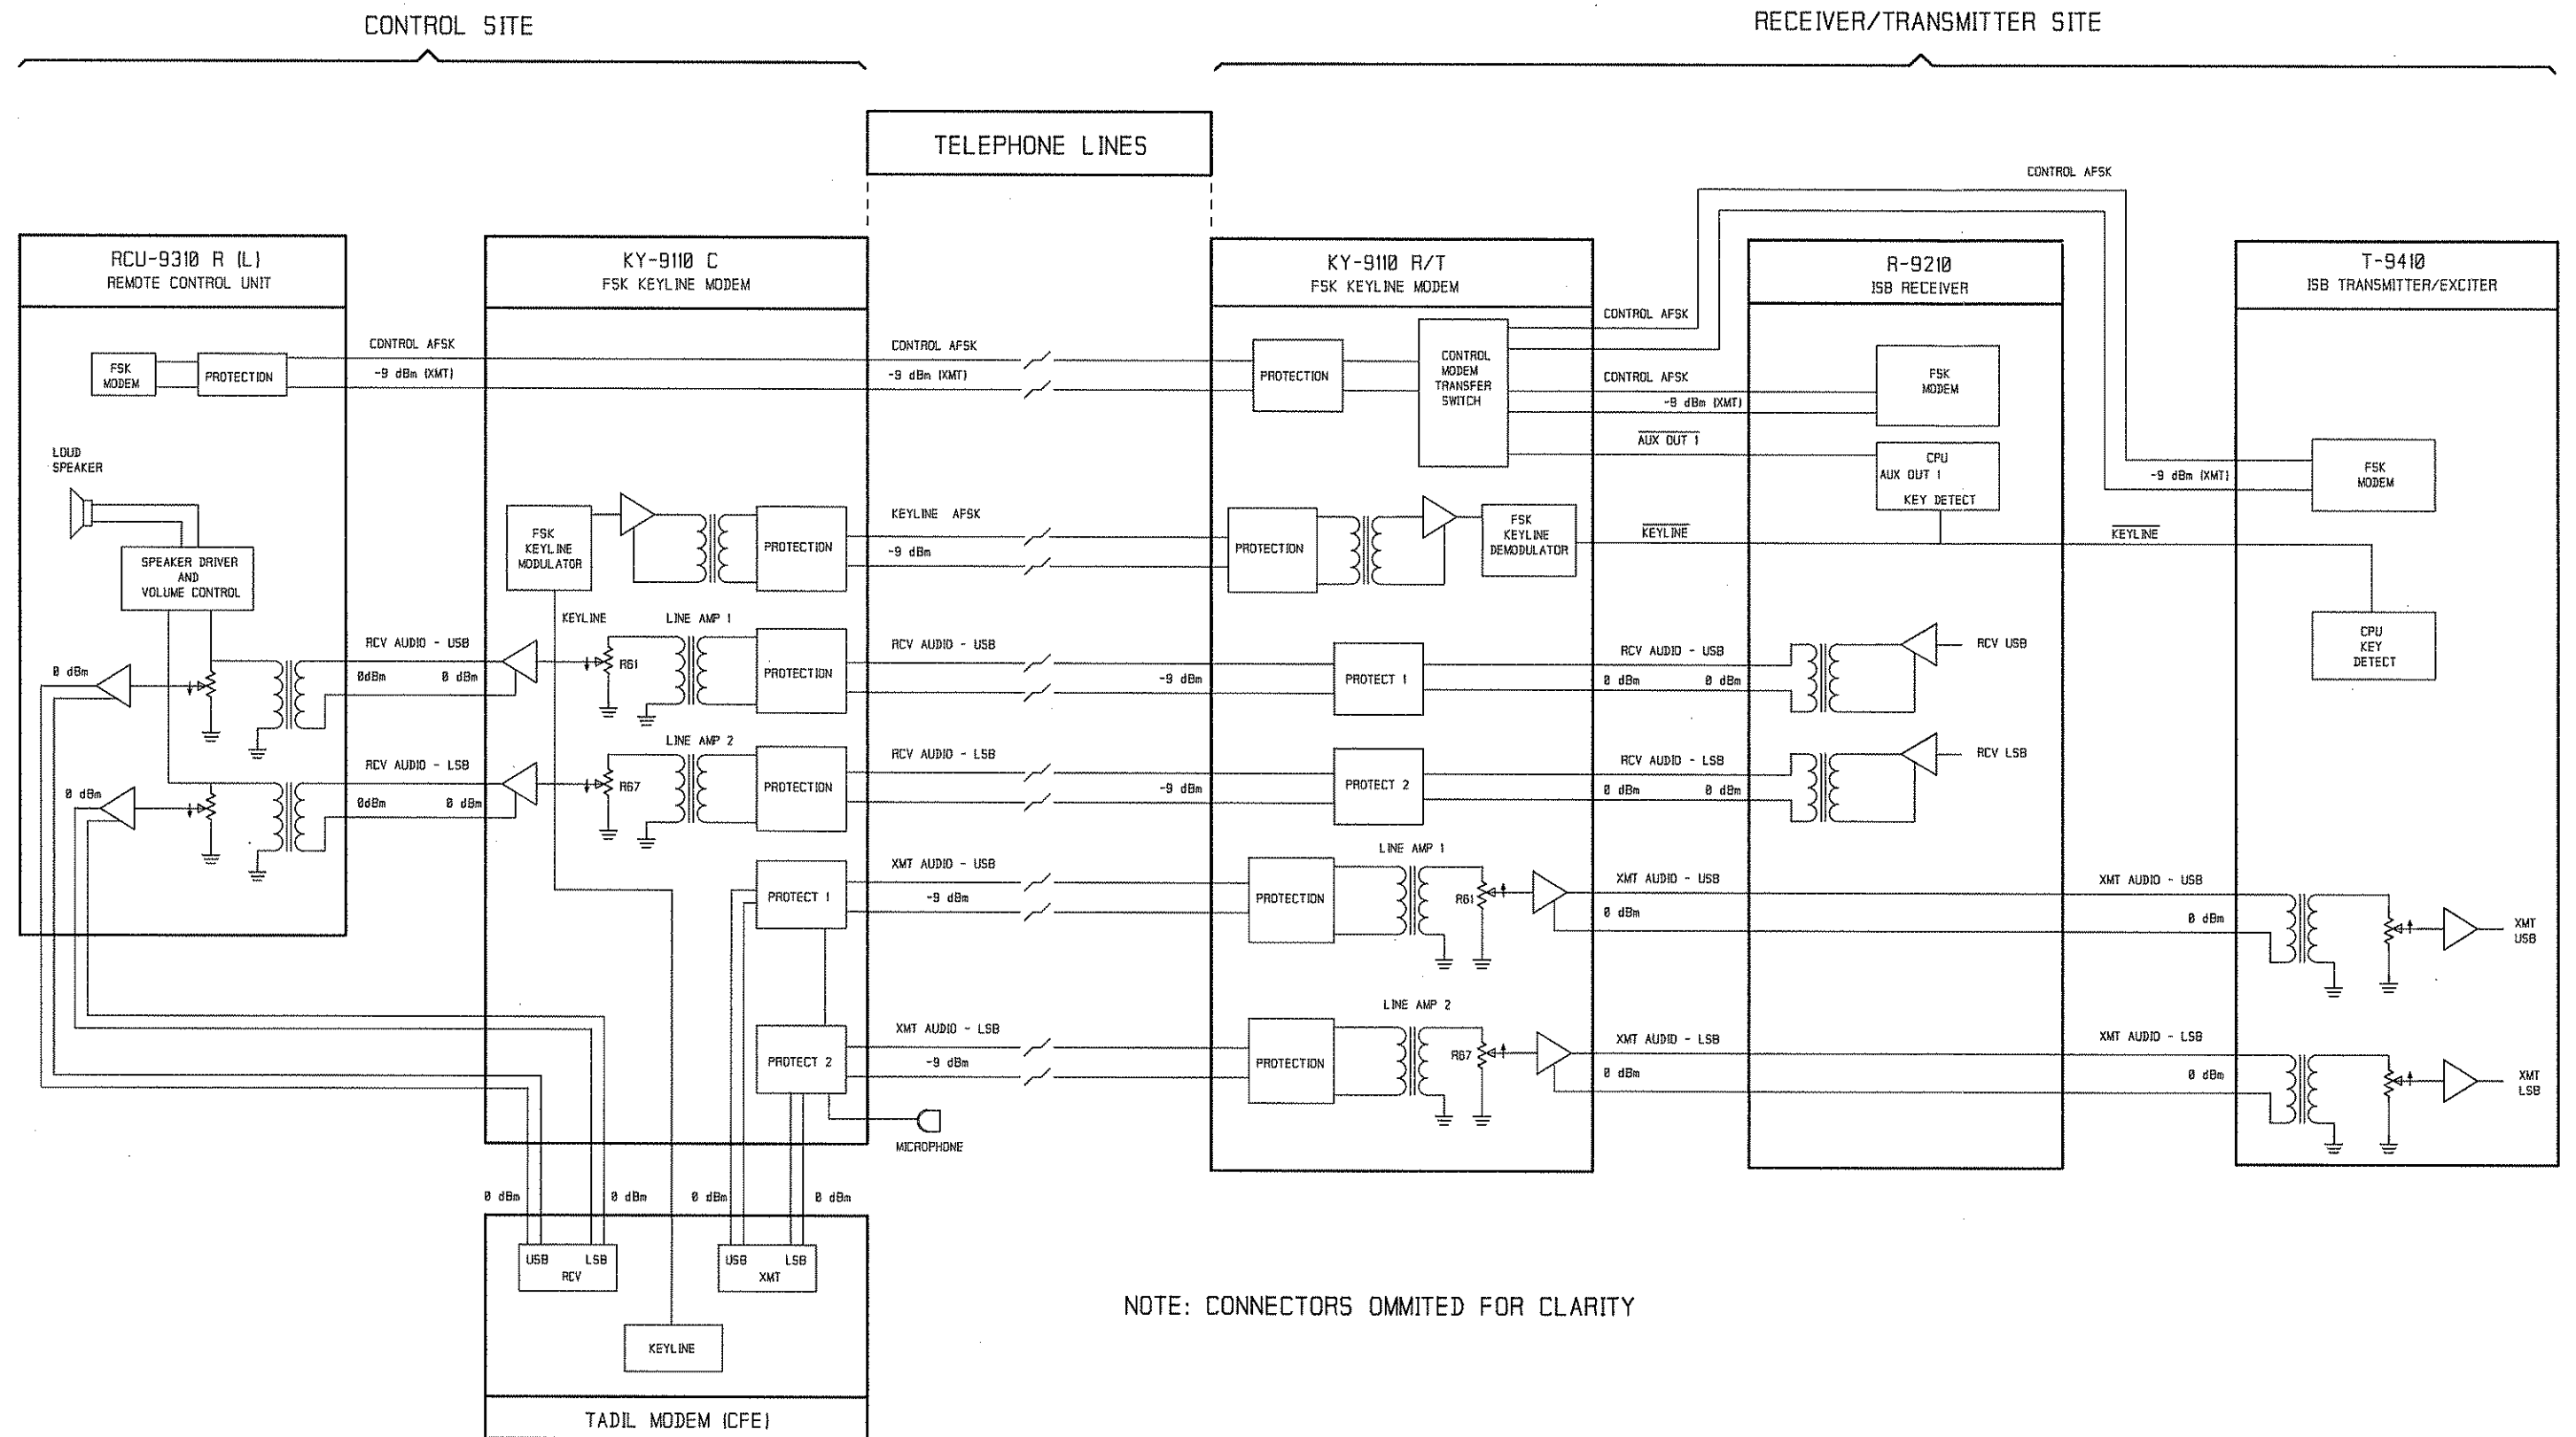 CONTROL SITE
RECEIVER/TRANSMITTER SITE
TELEPHONE LINES
CONTROL AFSK
RCU-9310 R (L)
REMOTE CONTROL UNIT
FSK
MODEM
PROTECTION
CONTROL AFSK
-9 dBm (XMT)
LOUD
SPEAKER
SPEAKER DRIVER
AND
VOLUME CONTROL
0 dBm
0 dBm
RCV AUDIO - USB
0dBm
0 dBm
RCV AUDIO - LSB
0dBm
0 dBm
KY-9110 C
FSK KEYLINE MODEM
FSK
KEYLINE
MODULATOR
PROTECTION
KEYLINE
LINE AMP 1
R61
PROTECTION
LINE AMP 2
R67
PROTECTION
PROTECT 1
PROTECT 2
MICROPHONE
CONTROL AFSK
-9 dBm (XMT)
KEYLINE AFSK
-9 dBm
RCV AUDIO - USB
-9 dBm
RCV AUDIO - LSB
-9 dBm
XMT AUDIO - USB
-9 dBm
XMT AUDIO - LSB
-9 dBm
KY-9110 R/T
FSK KEYLINE MODEM
PROTECTION
CONTROL
MODEM
TRANSFER
SWITCH
PROTECTION
FSK
KEYLINE
DEMODULATOR
PROTECT 1
PROTECT 2
LINE AMP 1
PROTECTION
R61
LINE AMP 2
PROTECTION
R67
CONTROL AFSK
CONTROL AFSK
-9 dBm (XMT)
AUX OUT 1
KEYLINE
RCV AUDIO - USB
0 dBm
0 dBm
RCV AUDIO - LSB
0 dBm
0 dBm
XMT AUDIO - USB
0 dBm
XMT AUDIO - LSB
0 dBm
R-9210
ISB RECEIVER
FSK
MODEM
CPU
AUX OUT 1
KEY DETECT
RCV USB
RCV LSB
-9 dBm (XMT)
KEYLINE
XMT AUDIO - USB
0 dBm
XMT AUDIO - LSB
0 dBm
T-9410
ISB TRANSMITTER/EXCITER
FSK
MODEM
CPU
KEY
DETECT
XMT
USB
XMT
LSB
0 dBm
0 dBm
0 dBm
0 dBm
USB
LSB
RCV
USB
LSB
XMT
KEYLINE
TADIL MODEM (CFE)
NOTE: CONNECTORS OMMITED FOR CLARITY